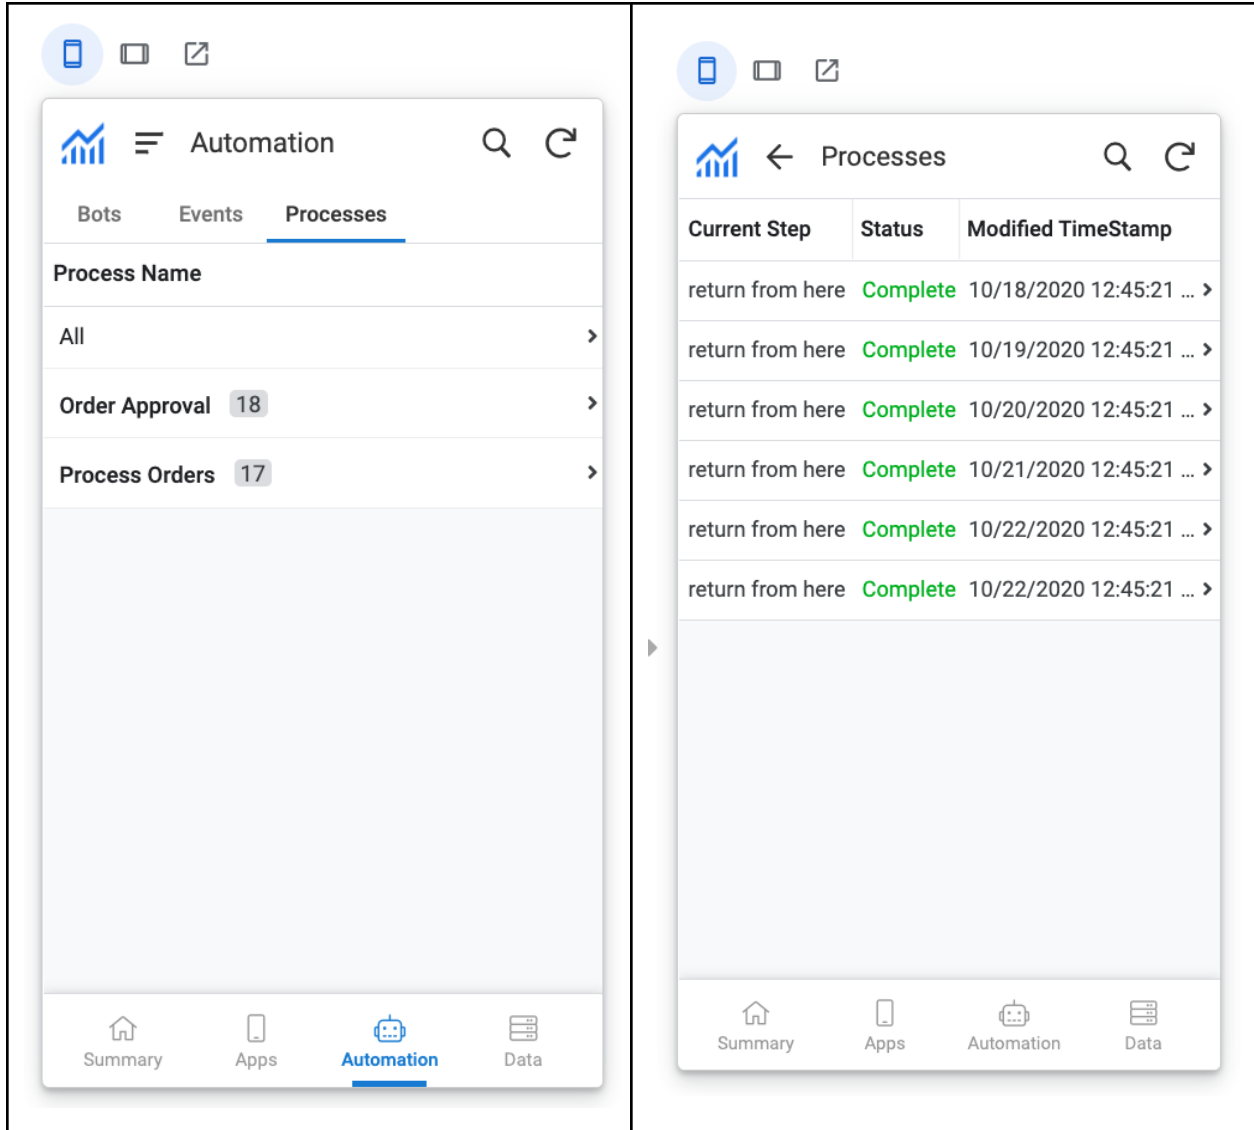 Automation
Bots Events Processes
Process Name
All
Order Approval 18
Process Orders 17
Summary Apps Automation Data
Processes
Current Step Status Modified TimeStamp
return from here Complete 10/18/2020 12:45:21 ...
return from here Complete 10/19/2020 12:45:21 ...
return from here Complete 10/20/2020 12:45:21 ...
return from here Complete 10/21/2020 12:45:21 ...
return from here Complete 10/22/2020 12:45:21 ...
return from here Complete 10/22/2020 12:45:21 ...
Summary Apps Automation Data